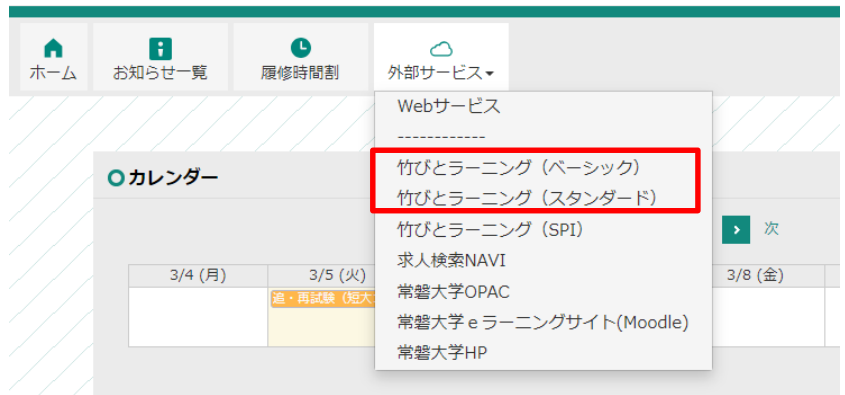 ホーム
お知らせ一覧
履修時間割
外部サービス▾
Webサービス
------------
竹びとラーニング（ベーシック）
竹びとラーニング（スタンダード）
竹びとラーニング（SPI）
求人検索NAVI
常磐大学OPAC
常磐大学ｅラーニングサイト(Moodle)
常磐大学HP
カレンダー
次
3/4 (月)
3/5 (火)
3/8 (金)
追・再試験（短大